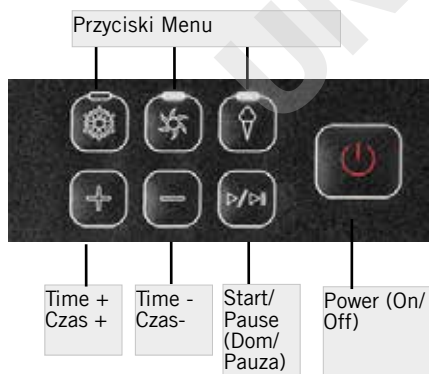 Przyciski Menu
Time +
Czas +
Time -
Czas-
Start/
Pause
(Dom/
Pauza)
Power (On/
Off)